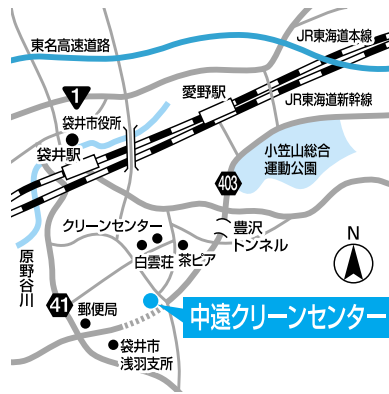 東名高速道路
JR東海道本線
1
愛野駅
JR東海道新幹線
袋井市役所
袋井駅
小笠山総合
運動公園
403
クリーンセンター
豊沢
トンネル
白雲荘
茶ピア
N
原野谷川
41
郵便局
中遠クリーンセンター
袋井市
浅羽支所